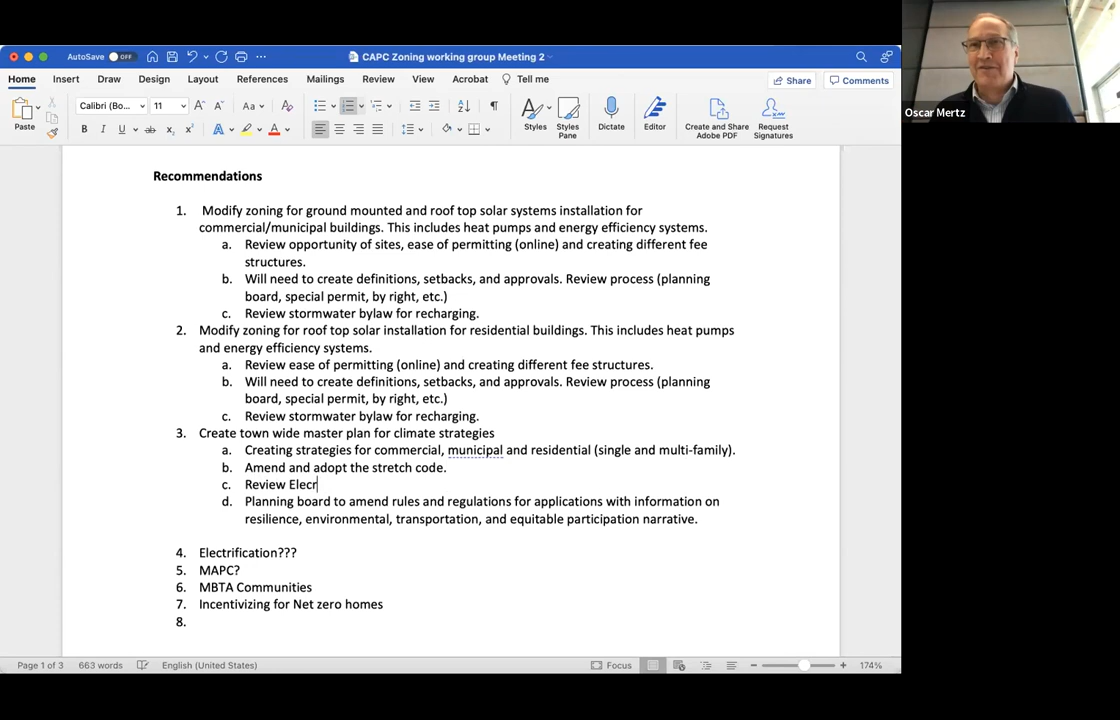 AutoSave OFF
CAPC Zoning working group Meeting 2
Home Insert Draw Design Layout References Mailings Review View Acrobat Tell me
Share Comments
Calibri (Bo... 11
Paste
Styles
Styles Pane
Dictate
Editor
Create and Share Adobe PDF
Request Signatures
Oscar Mertz
Recommendations
1. Modify zoning for ground mounted and roof top solar systems installation for
commercial/municipal buildings. This includes heat pumps and energy efficiency systems.
a. Review opportunity of sites, ease of permitting (online) and creating different fee
structures.
b. Will need to create definitions, setbacks, and approvals. Review process (planning
board, special permit, by right, etc.)
c. Review stormwater bylaw for recharging.
2. Modify zoning for roof top solar installation for residential buildings. This includes heat pumps
and energy efficiency systems.
a. Review ease of permitting (online) and creating different fee structures.
b. Will need to create definitions, setbacks, and approvals. Review process (planning
board, special permit, by right, etc.)
c. Review stormwater bylaw for recharging.
3. Create town wide master plan for climate strategies
a. Creating strategies for commercial, municipal and residential (single and multi-family).
b. Amend and adopt the stretch code.
c. Review Elecr
d. Planning board to amend rules and regulations for applications with information on
resilience, environmental, transportation, and equitable participation narrative.
4. Electrification???
5. MAPC?
6. MBTA Communities
7. Incentivizing for Net zero homes
8.
Page 1 of 3 663 words English (United States) Focus 174%